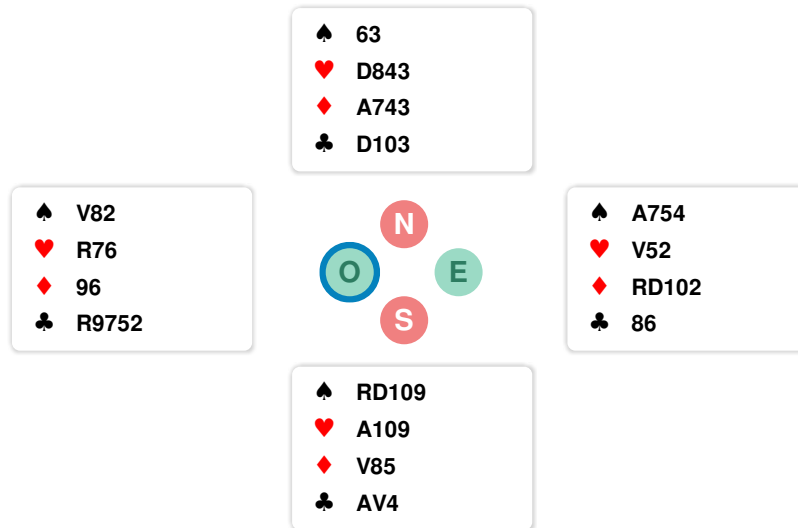 ♠ 63
♥ D843
♦ A743
♣ D103
♠ V82
♥ R76
♦ 96
♣ R9752
N
O E
S
♠ A754
♥ V52
♦ RD102
♣ 86
♠ RD109
♥ A109
♦ V85
♣ AV4